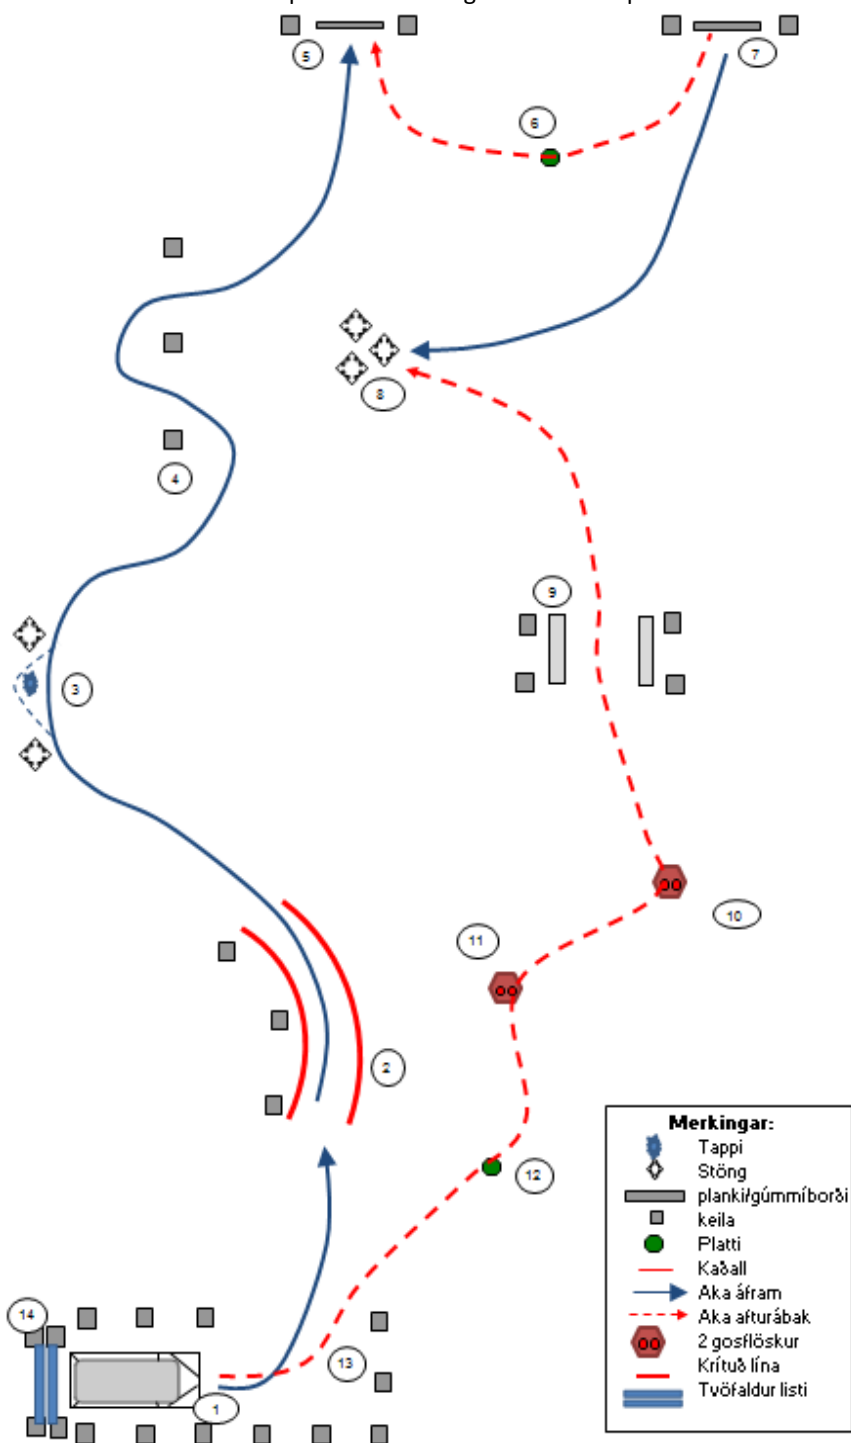 5
7
6
8
4
9
3
10
11
2
12
Merkingar:
Tappi
Stöng
planki/gúmmíborði
keila
Platti
Kaðall
Aka áfram
Aka afturábak
2 gosflöskur
Krítuð lína
Tvöfaldur listi
14
13
1